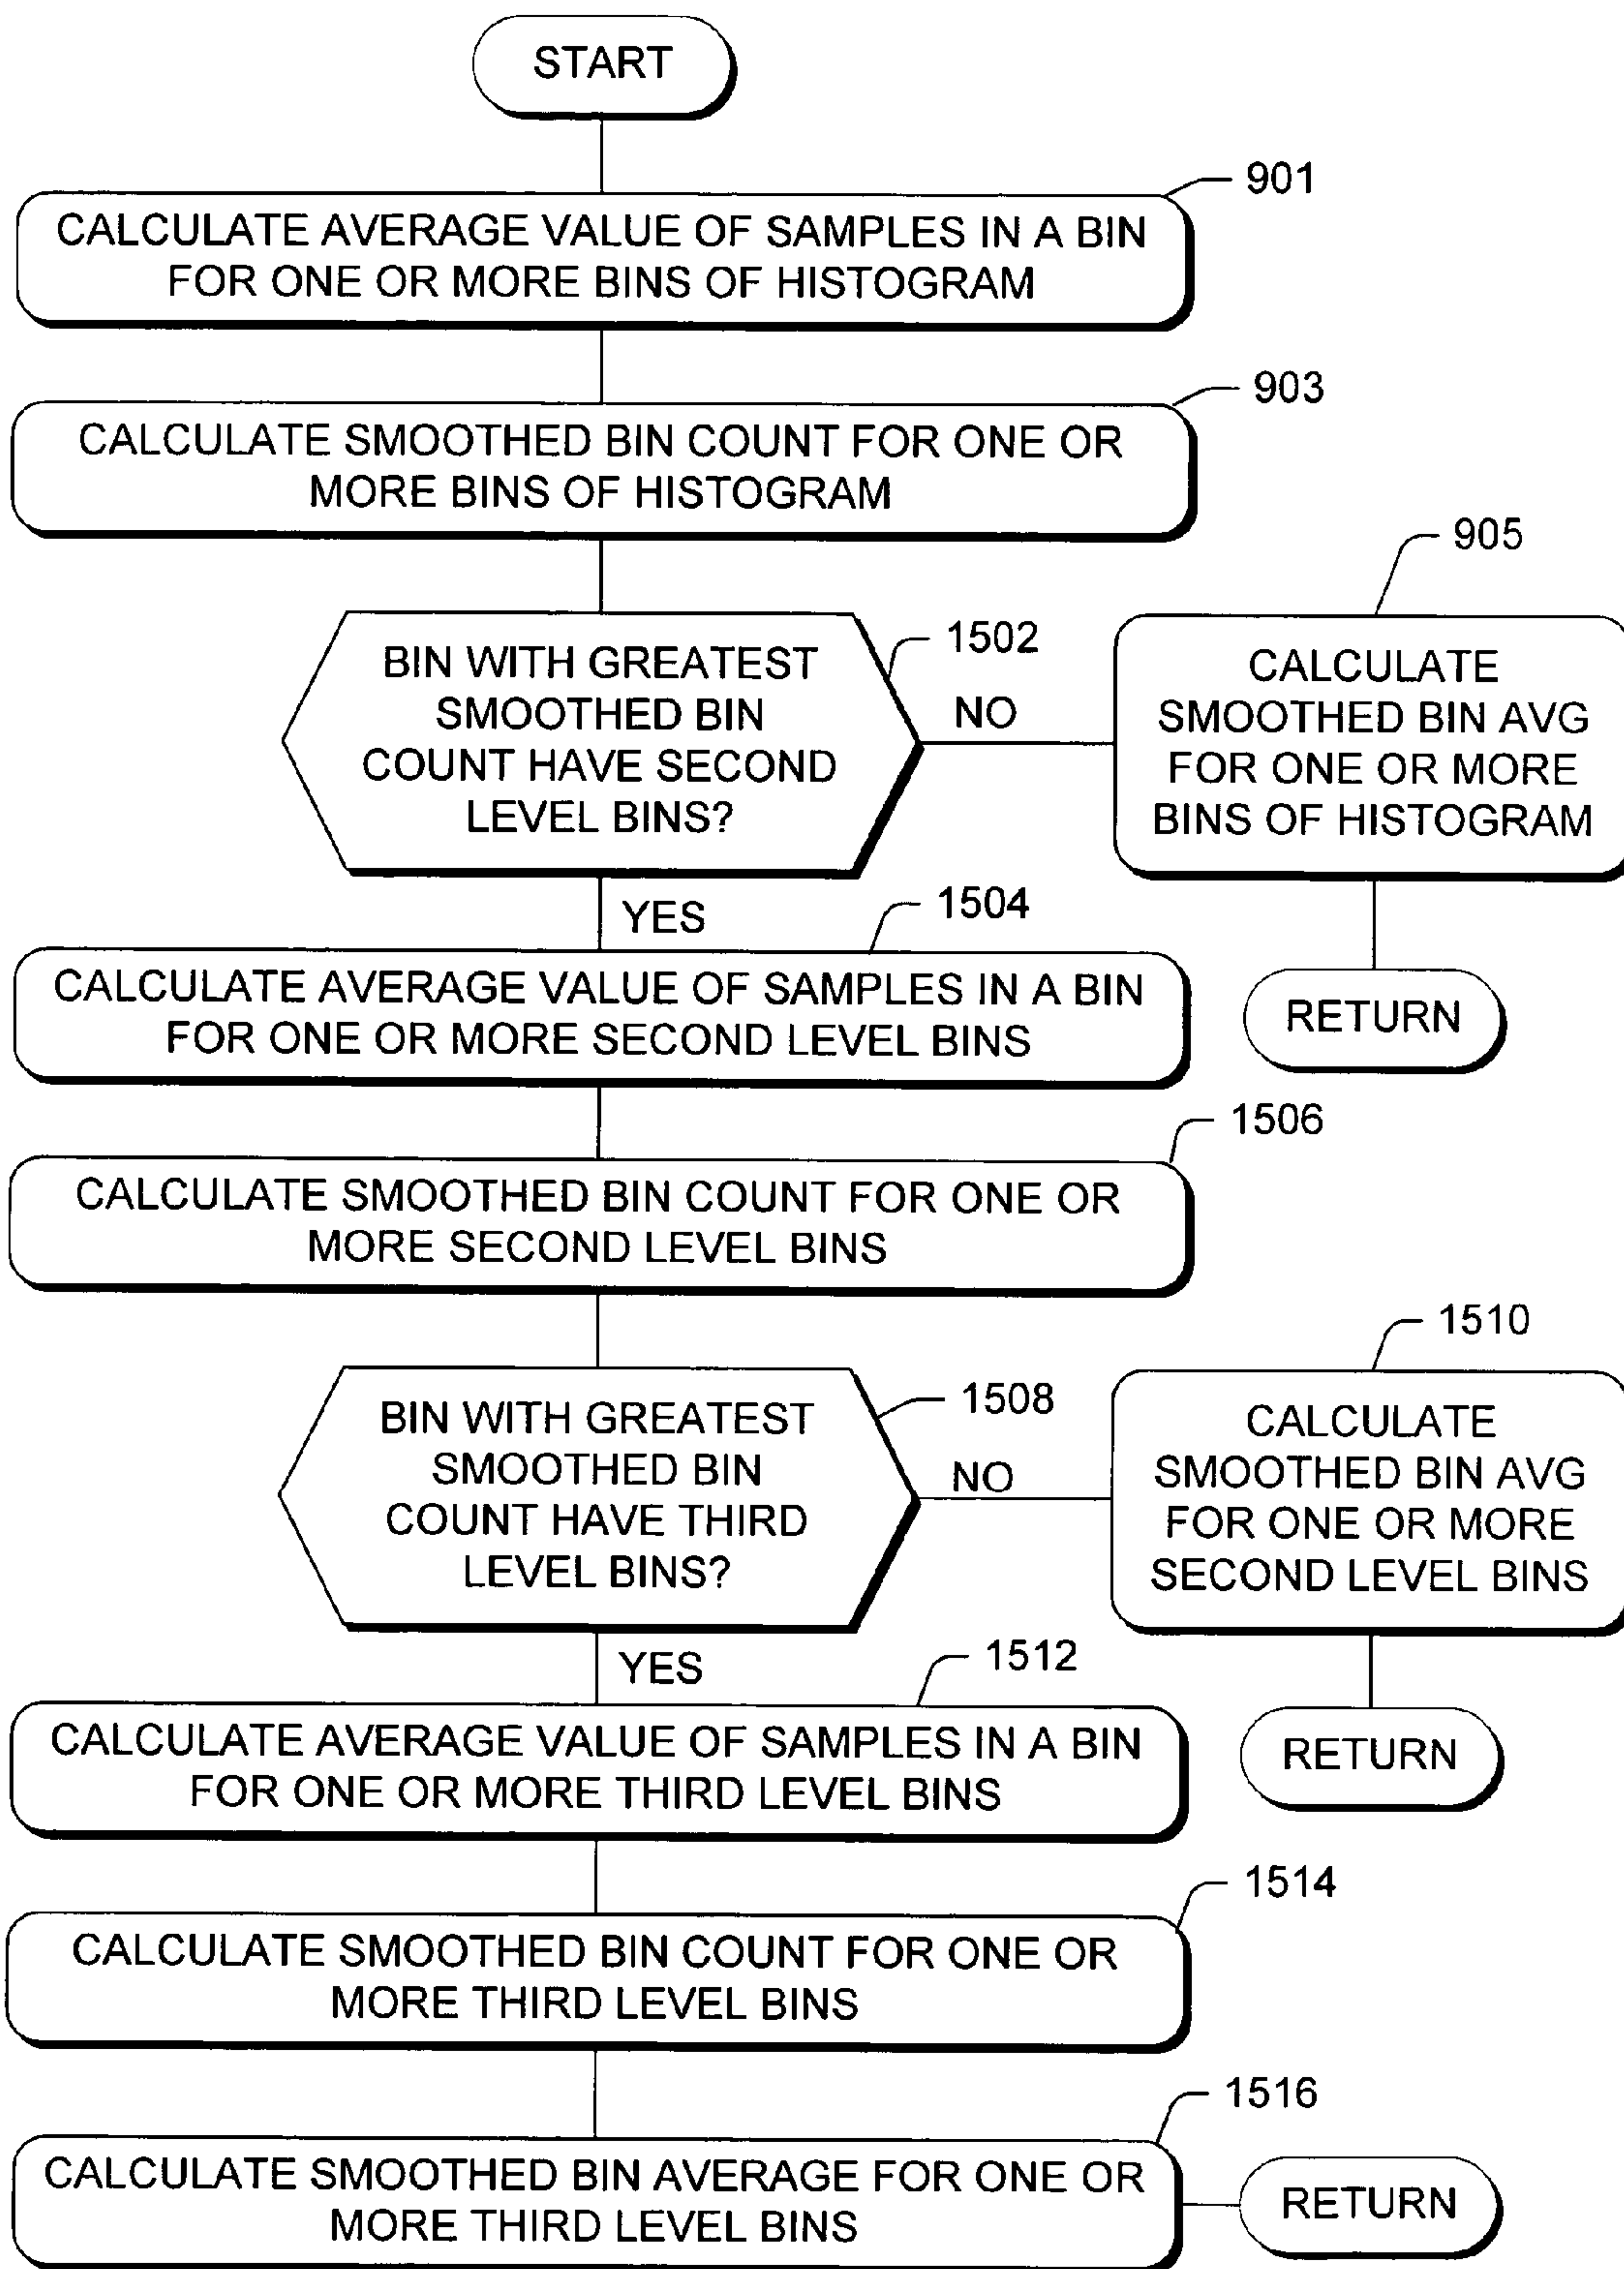 START
901
CALCULATE AVERAGE VALUE OF SAMPLES IN A BIN
FOR ONE OR MORE BINS OF HISTOGRAM
903
CALCULATE SMOOTHED BIN COUNT FOR ONE OR
MORE BINS OF HISTOGRAM
1502
BIN WITH GREATEST
SMOOTHED BIN
COUNT HAVE SECOND
LEVEL BINS?
NO
905
CALCULATE
SMOOTHED BIN AVG
FOR ONE OR MORE
BINS OF HISTOGRAM
RETURN
YES
1504
CALCULATE AVERAGE VALUE OF SAMPLES IN A BIN
FOR ONE OR MORE SECOND LEVEL BINS
1506
CALCULATE SMOOTHED BIN COUNT FOR ONE OR
MORE SECOND LEVEL BINS
1508
BIN WITH GREATEST
SMOOTHED BIN
COUNT HAVE THIRD
LEVEL BINS?
NO
1510
CALCULATE
SMOOTHED BIN AVG
FOR ONE OR MORE
SECOND LEVEL BINS
RETURN
YES
1512
CALCULATE AVERAGE VALUE OF SAMPLES IN A BIN
FOR ONE OR MORE THIRD LEVEL BINS
1514
CALCULATE SMOOTHED BIN COUNT FOR ONE OR
MORE THIRD LEVEL BINS
1516
CALCULATE SMOOTHED BIN AVERAGE FOR ONE OR
MORE THIRD LEVEL BINS
RETURN